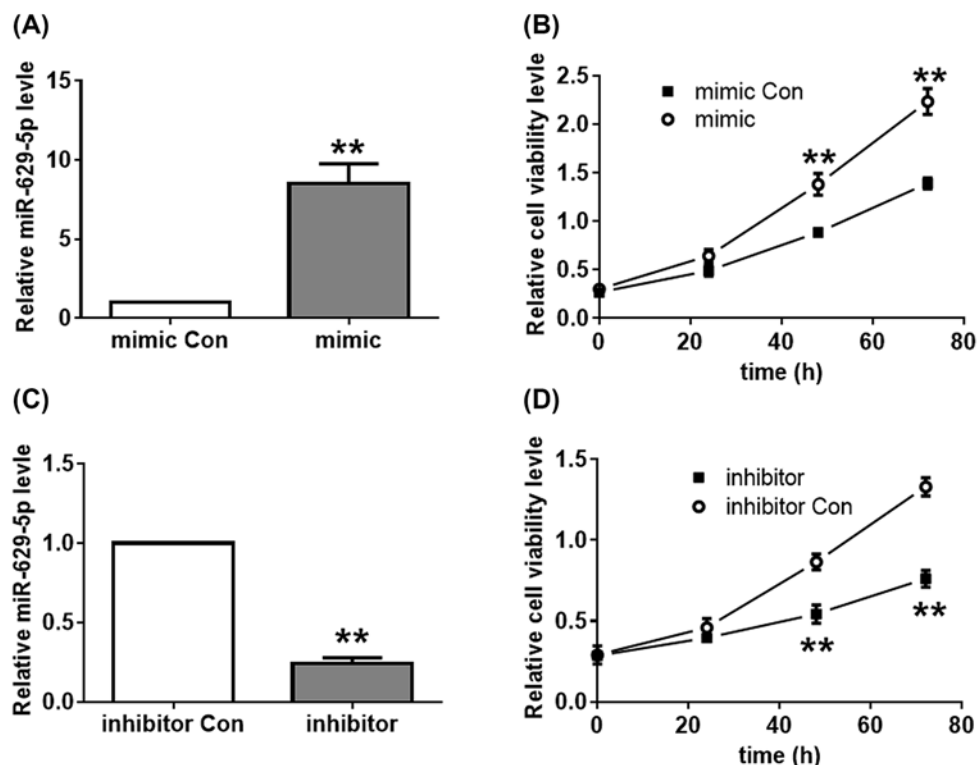 (A)
Relative miR-629-5p levle
15
10
5
0
**
mimic Con
mimic
(B)
Relative cell viability levle
2.5
2.0
1.5
1.0
0.5
0.0
mimic Con
mimic
**
**
0
20
40
60
80
time (h)
(C)
Relative miR-629-5p levle
1.5
1.0
0.5
0.0
**
inhibitor Con
inhibitor
(D)
Relative cell viability levle
1.5
1.0
0.5
0.0
inhibitor
inhibitor Con
**
**
0
20
40
60
80
time (h)